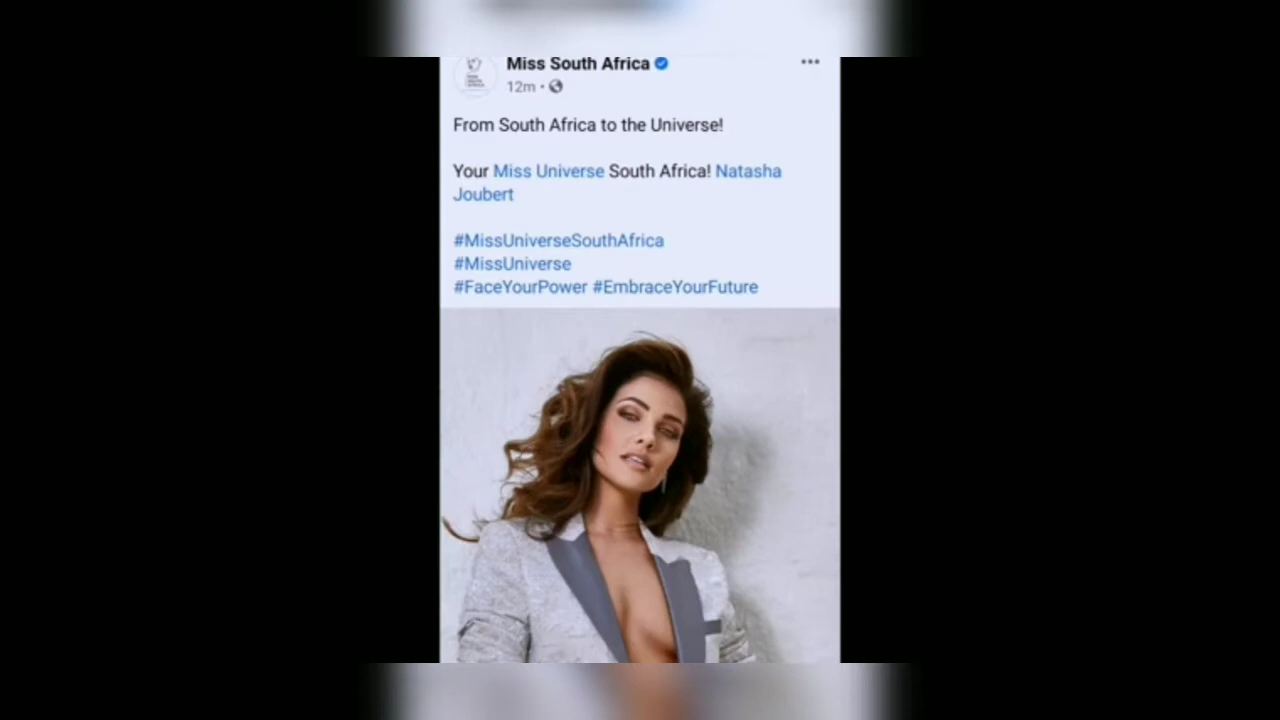 Miss South Africa
12m
From South Africa to the Universe!
Your Miss Universe South Africa! Natasha
Joubert
#MissUniverseSouthAfrica
#MissUniverse
#FaceYourPower #EmbraceYourFuture